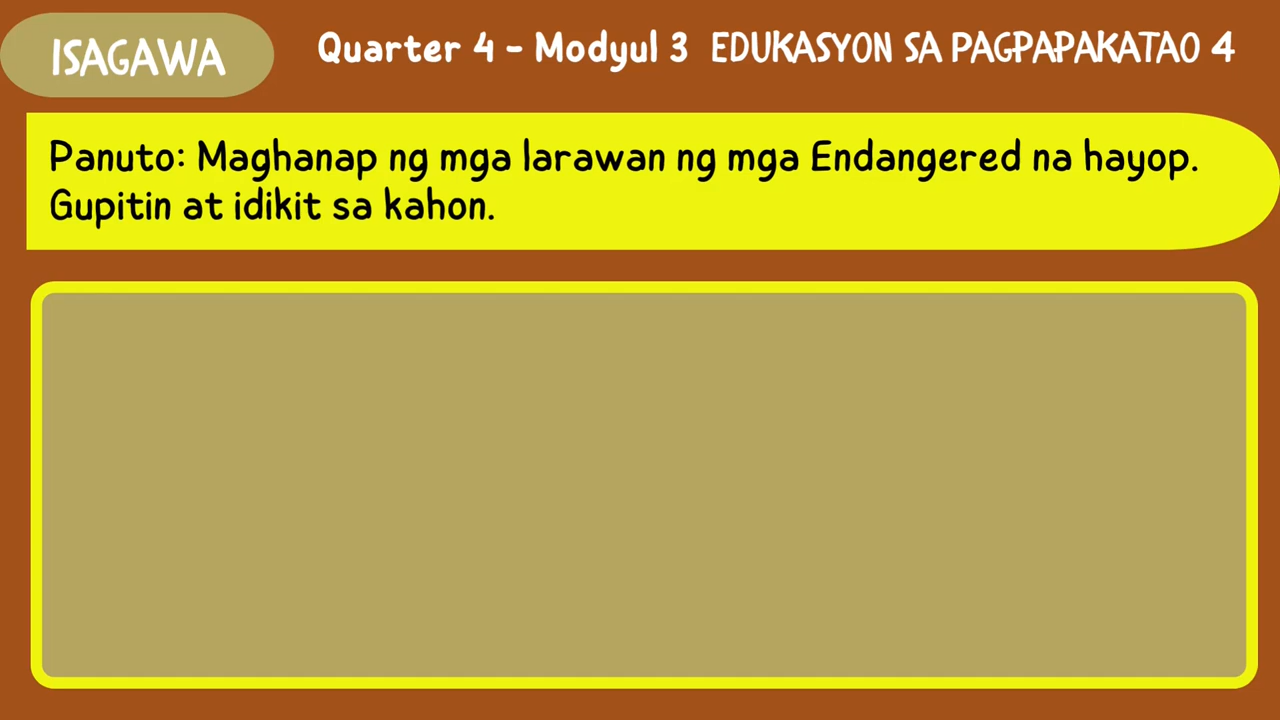 ISAGAWA
Quarter 4 - Modyul 3 EDUKASYON SA PAGPAPAKATAO 4
Panuto: Maghanap ng mga larawan ng mga Endangered na hayop.
Gupitin at idikit sa kahon.